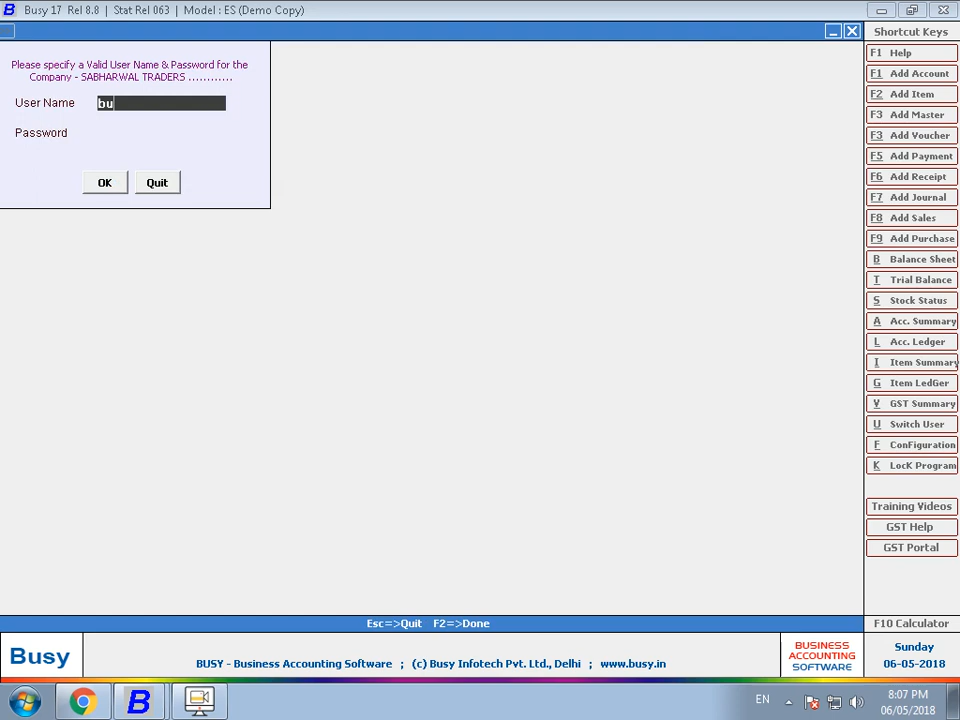 Busy 17 Rel 8.8 | Stat Rel 063 | Model : ES (Demo Copy)
Shortcut Keys
Please specify a Valid User Name & Password for the
Company - SABHARWAL TRADERS ............
User Name bu
Password
OK Quit
F1 Help
F1 Add Account
F2 Add Item
F3 Add Master
F3 Add Voucher
F5 Add Payment
F6 Add Receipt
F7 Add Journal
F8 Add Sales
F9 Add Purchase
B Balance Sheet
T Trial Balance
S Stock Status
A Acc. Summary
L Acc. Ledger
I Item Summary
G Item LedGer
Y GST Summary
U Switch User
F ConFiguration
K LocK Program
Training Videos
GST Help
GST Portal
Esc=>Quit F2=>Done
F10 Calculator
Busy
BUSY - Business Accounting Software ; (c) Busy Infotech Pvt. Ltd., Delhi ; www.busy.in
BUSINESS
ACCOUNTING
SOFTWARE
Sunday
06-05-2018
EN
8:07 PM
06/05/2018